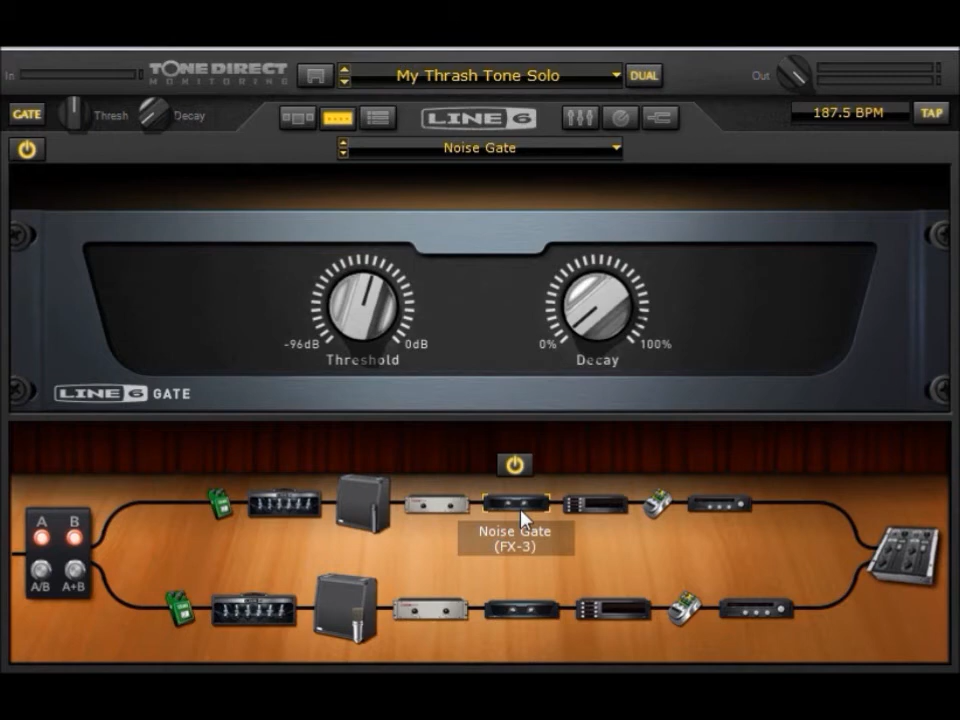 In
TONE DIRECT
MONITORING
My Thrash Tone Solo
DUAL
Out
GATE
Thresh
Decay
LINE 6
187.5 BPM
TAP
Noise Gate
-96dB
0dB
Threshold
0%
100%
Decay
LINE 6 GATE
A B
A/B A+B
Noise Gate
(FX-3)